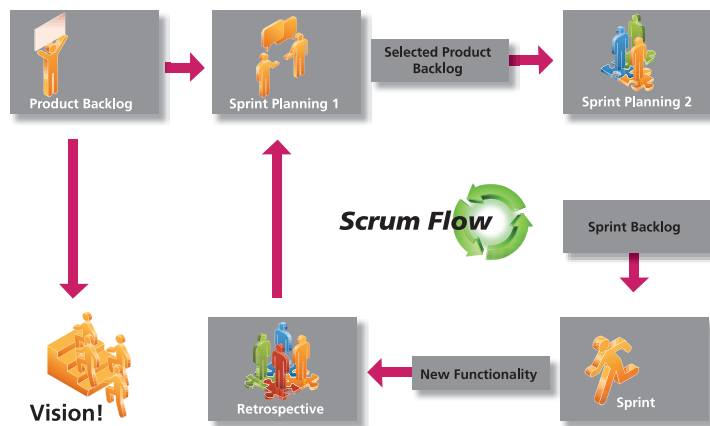 Product Backlog
Sprint Planning 1
Selected Product
Backlog
Sprint Planning 2
Scrum Flow
Sprint Backlog
Vision!
Retrospective
New Functionality
Sprint